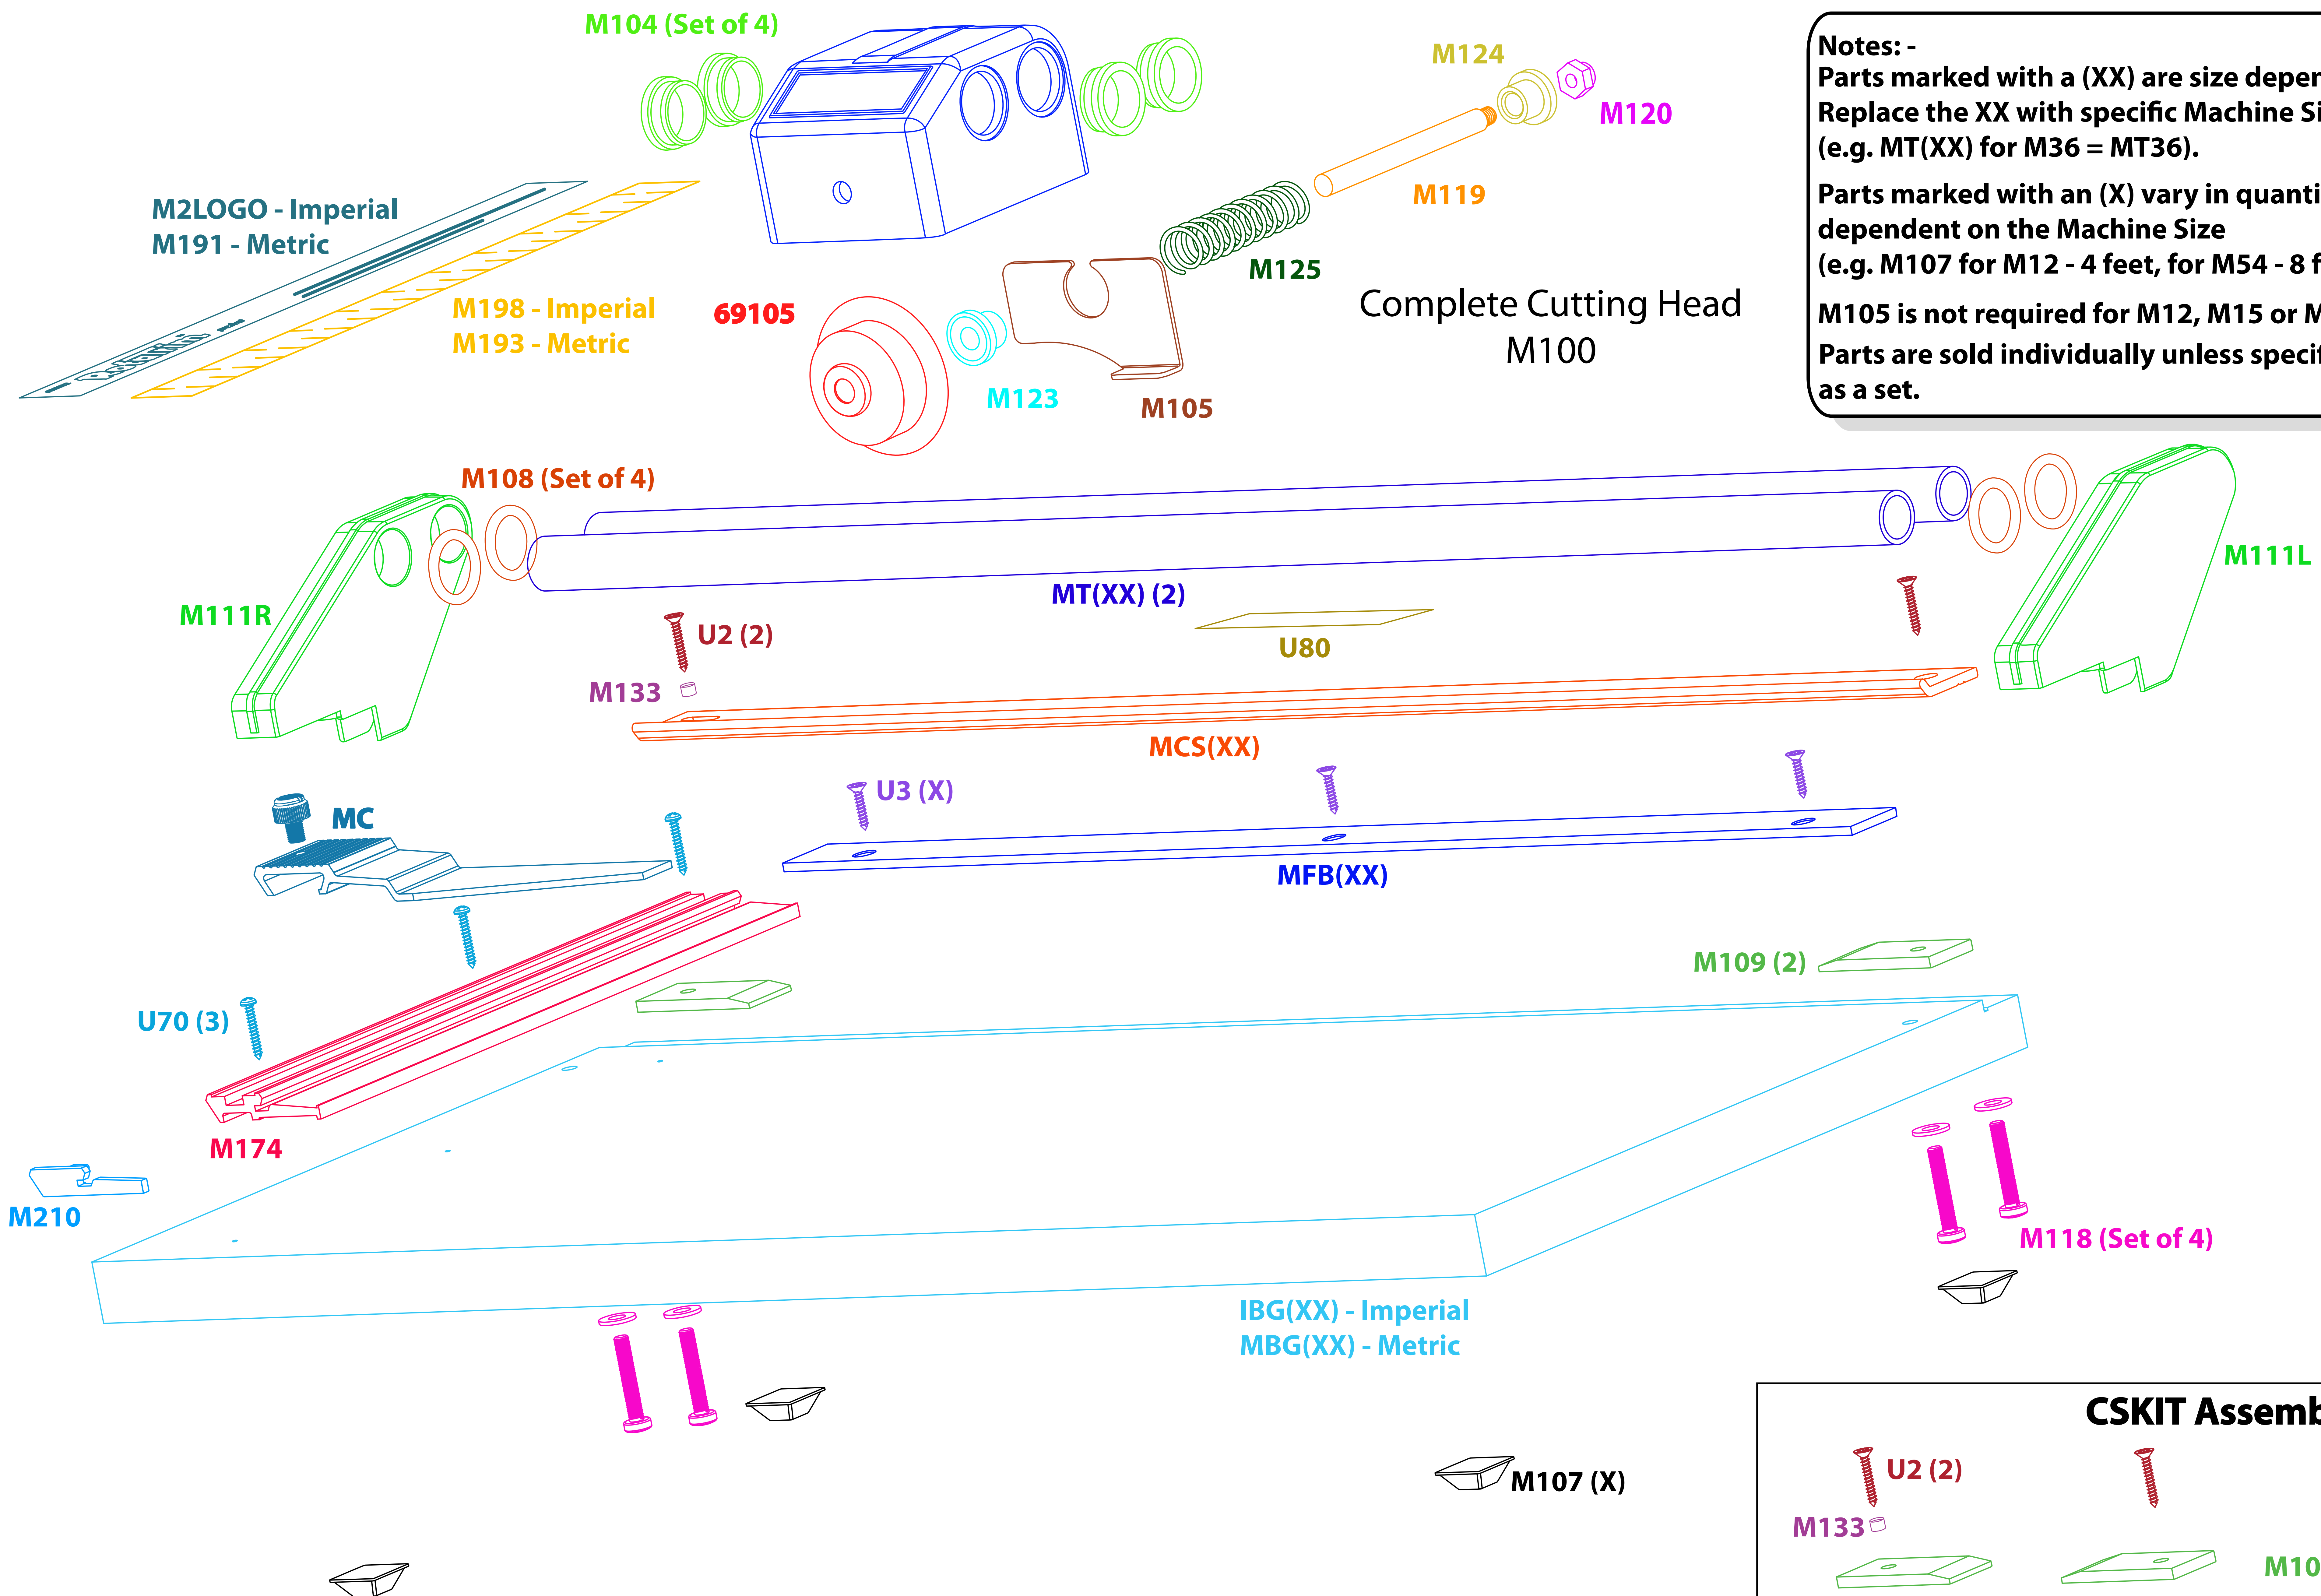 M104 (Set of 4)
M124
M120
M119
M125
M2LOGO - Imperial
M191 - Metric
M198 - Imperial
M193 - Metric
69105
M123
M105
Complete Cutting Head
M100
Notes: -
Parts marked with a (XX) are size
Replace the XX with specific Machine
(e.g. MT(XX) for M36 = MT36).
Parts marked with an (X) vary in
dependent on the Machine Size
(e.g. M107 for M12 - 4 feet, for M54 - 8
M105 is not required for M12, M15 or
Parts are sold individually unless
as a set.
M108 (Set of 4)
M111R
M111L
MT(XX) (2)
U2 (2)
U80
M133
MCS(XX)
MC
U3 (X)
MFB(XX)
M109 (2)
U70 (3)
M174
M210
M118 (Set of 4)
IBG(XX) - Imperial
MBG(XX) - Metric
M107 (X)
CSKIT
U2 (2)
M133